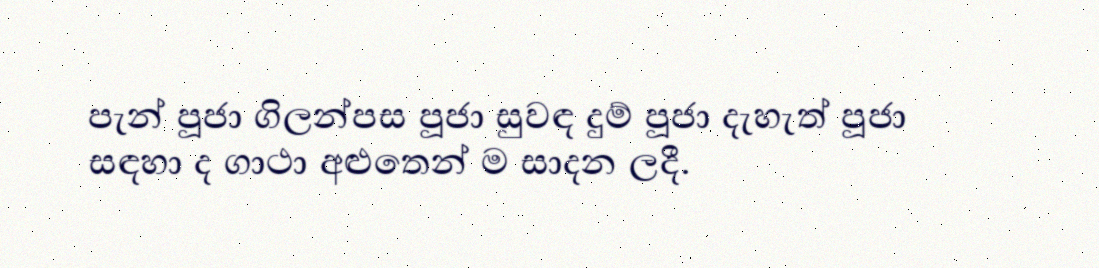 පැන් පූජා ගිලන්පස පූජා සුවඳ දුම් පූජා දැහැත් පූජා
සඳහා ද ගාථා අළුතෙන් ම සාදන ලදී.